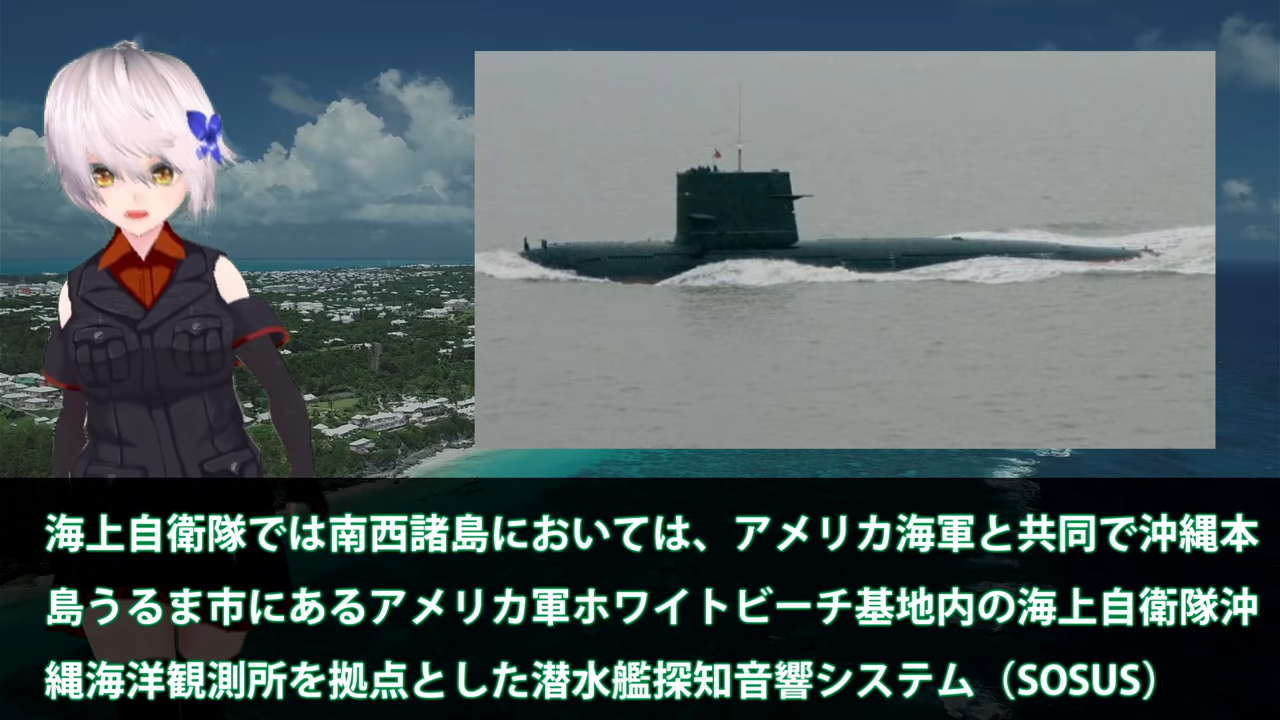 海上自衛隊では南西諸島においては、アメリカ海軍と共同で沖縄本
島うるま市にあるアメリカ軍ホワイトビーチ基地内の海上自衛隊沖
縄海洋観測所を拠点とした潜水艦探知音響システム（SOSUS）